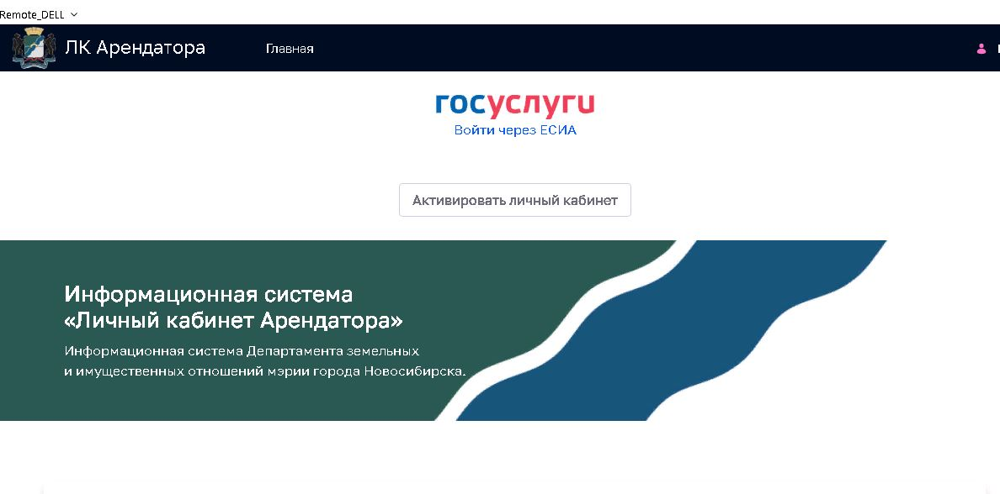 Remote_DELL
ЛК Арендатора
Главная
госуслуги
Войти через ЕСИА
Активировать личный кабинет
Информационная система
«Личный кабинет Арендатора»
Информационная система Департамента земельных
и имущественных отношений мэрии города Новосибирска.